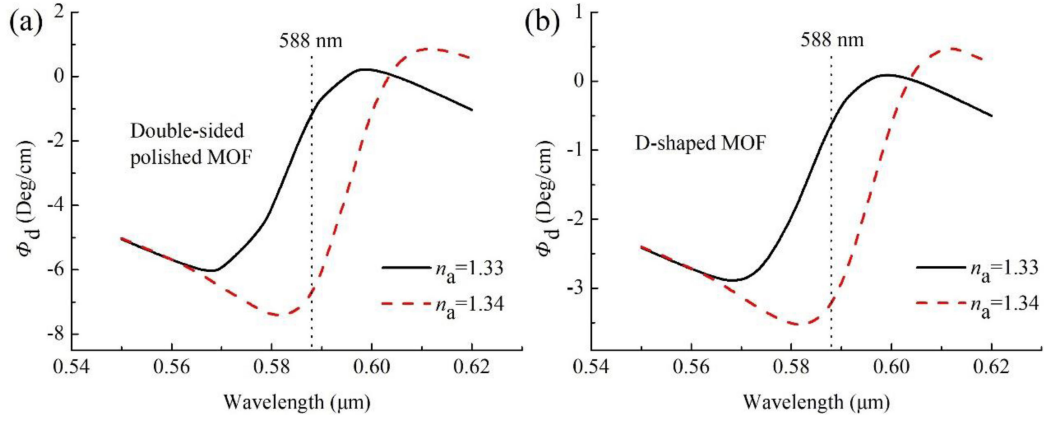 (a)
2
0
-2
-4
-6
-8
Φd (Deg/cm)
588 nm
Double-sided
polished MOF
na=1.33
na=1.34
0.54 0.56 0.58 0.60 0.62
Wavelength (μm)
(b)
1
0
-1
-2
-3
Φd (Deg/cm)
588 nm
D-shaped MOF
na=1.33
na=1.34
0.54 0.56 0.58 0.60 0.62
Wavelength (μm)